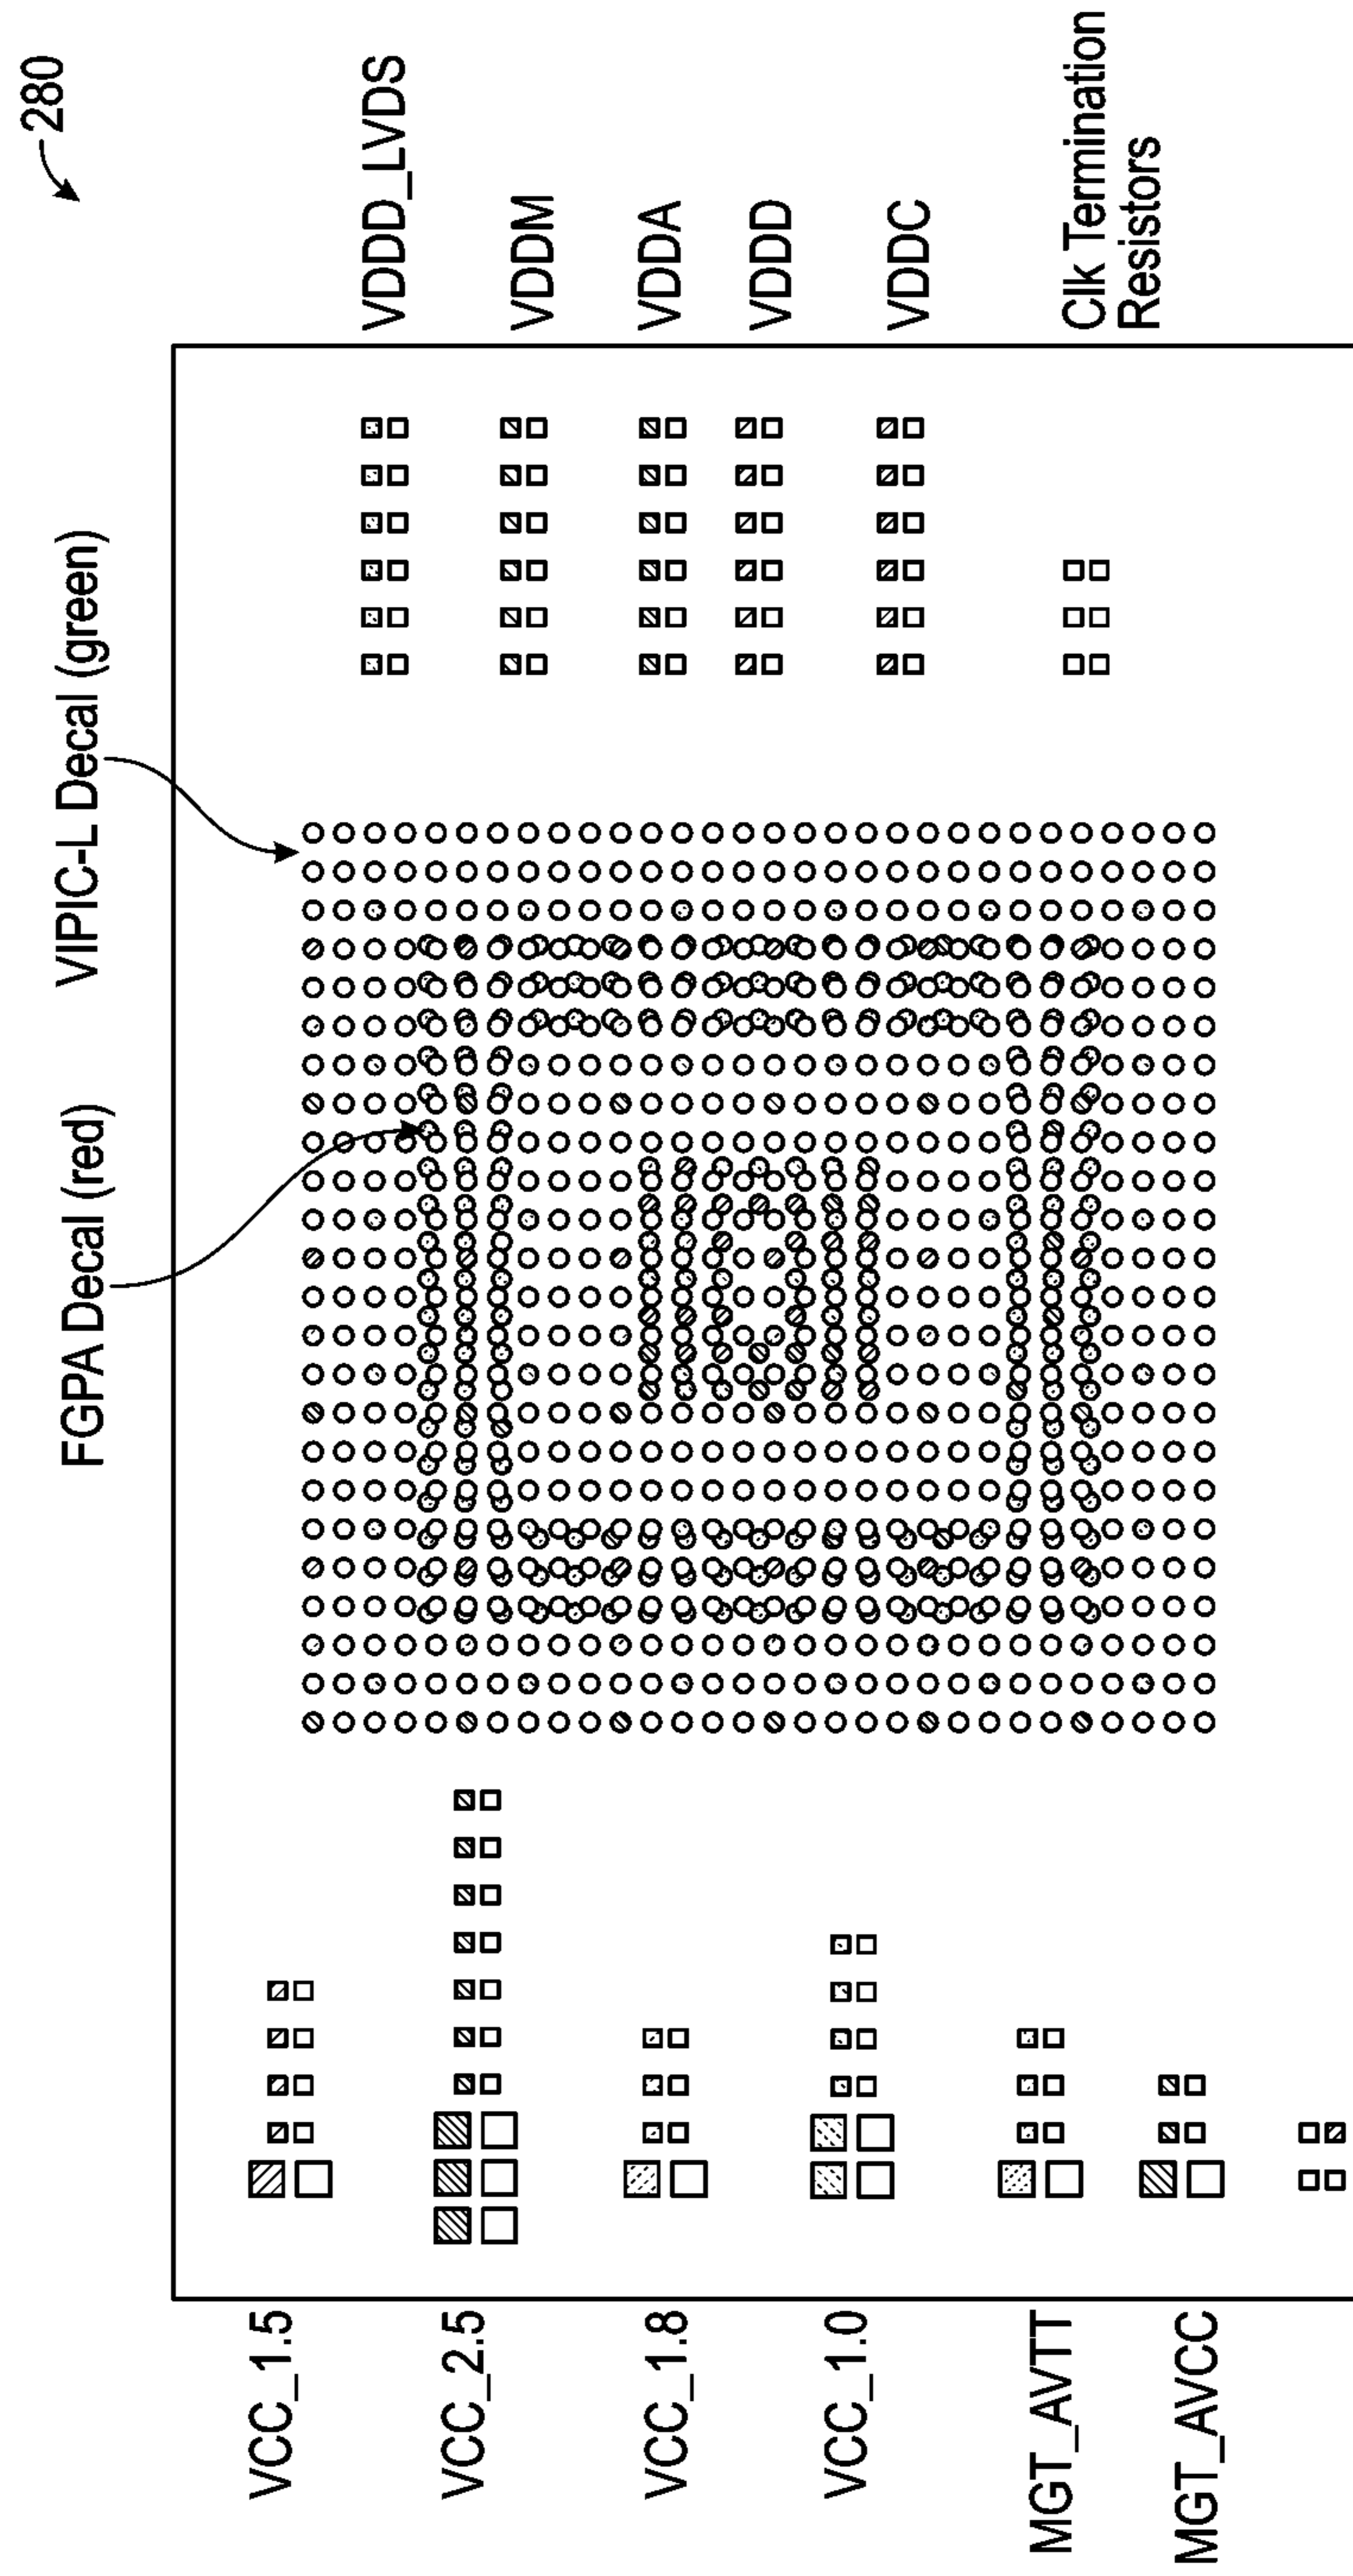 280
VIPIC-L Decal (green)
FGPA Decal (red)
VCC_1.5
VCC_2.5
VCC_1.8
VCC_1.0
MGT_AVTT
MGT_AVCC
VDDD_LVDS
VDDM
VDDA
VDDD
VDDC
Clk Termination
Resistors